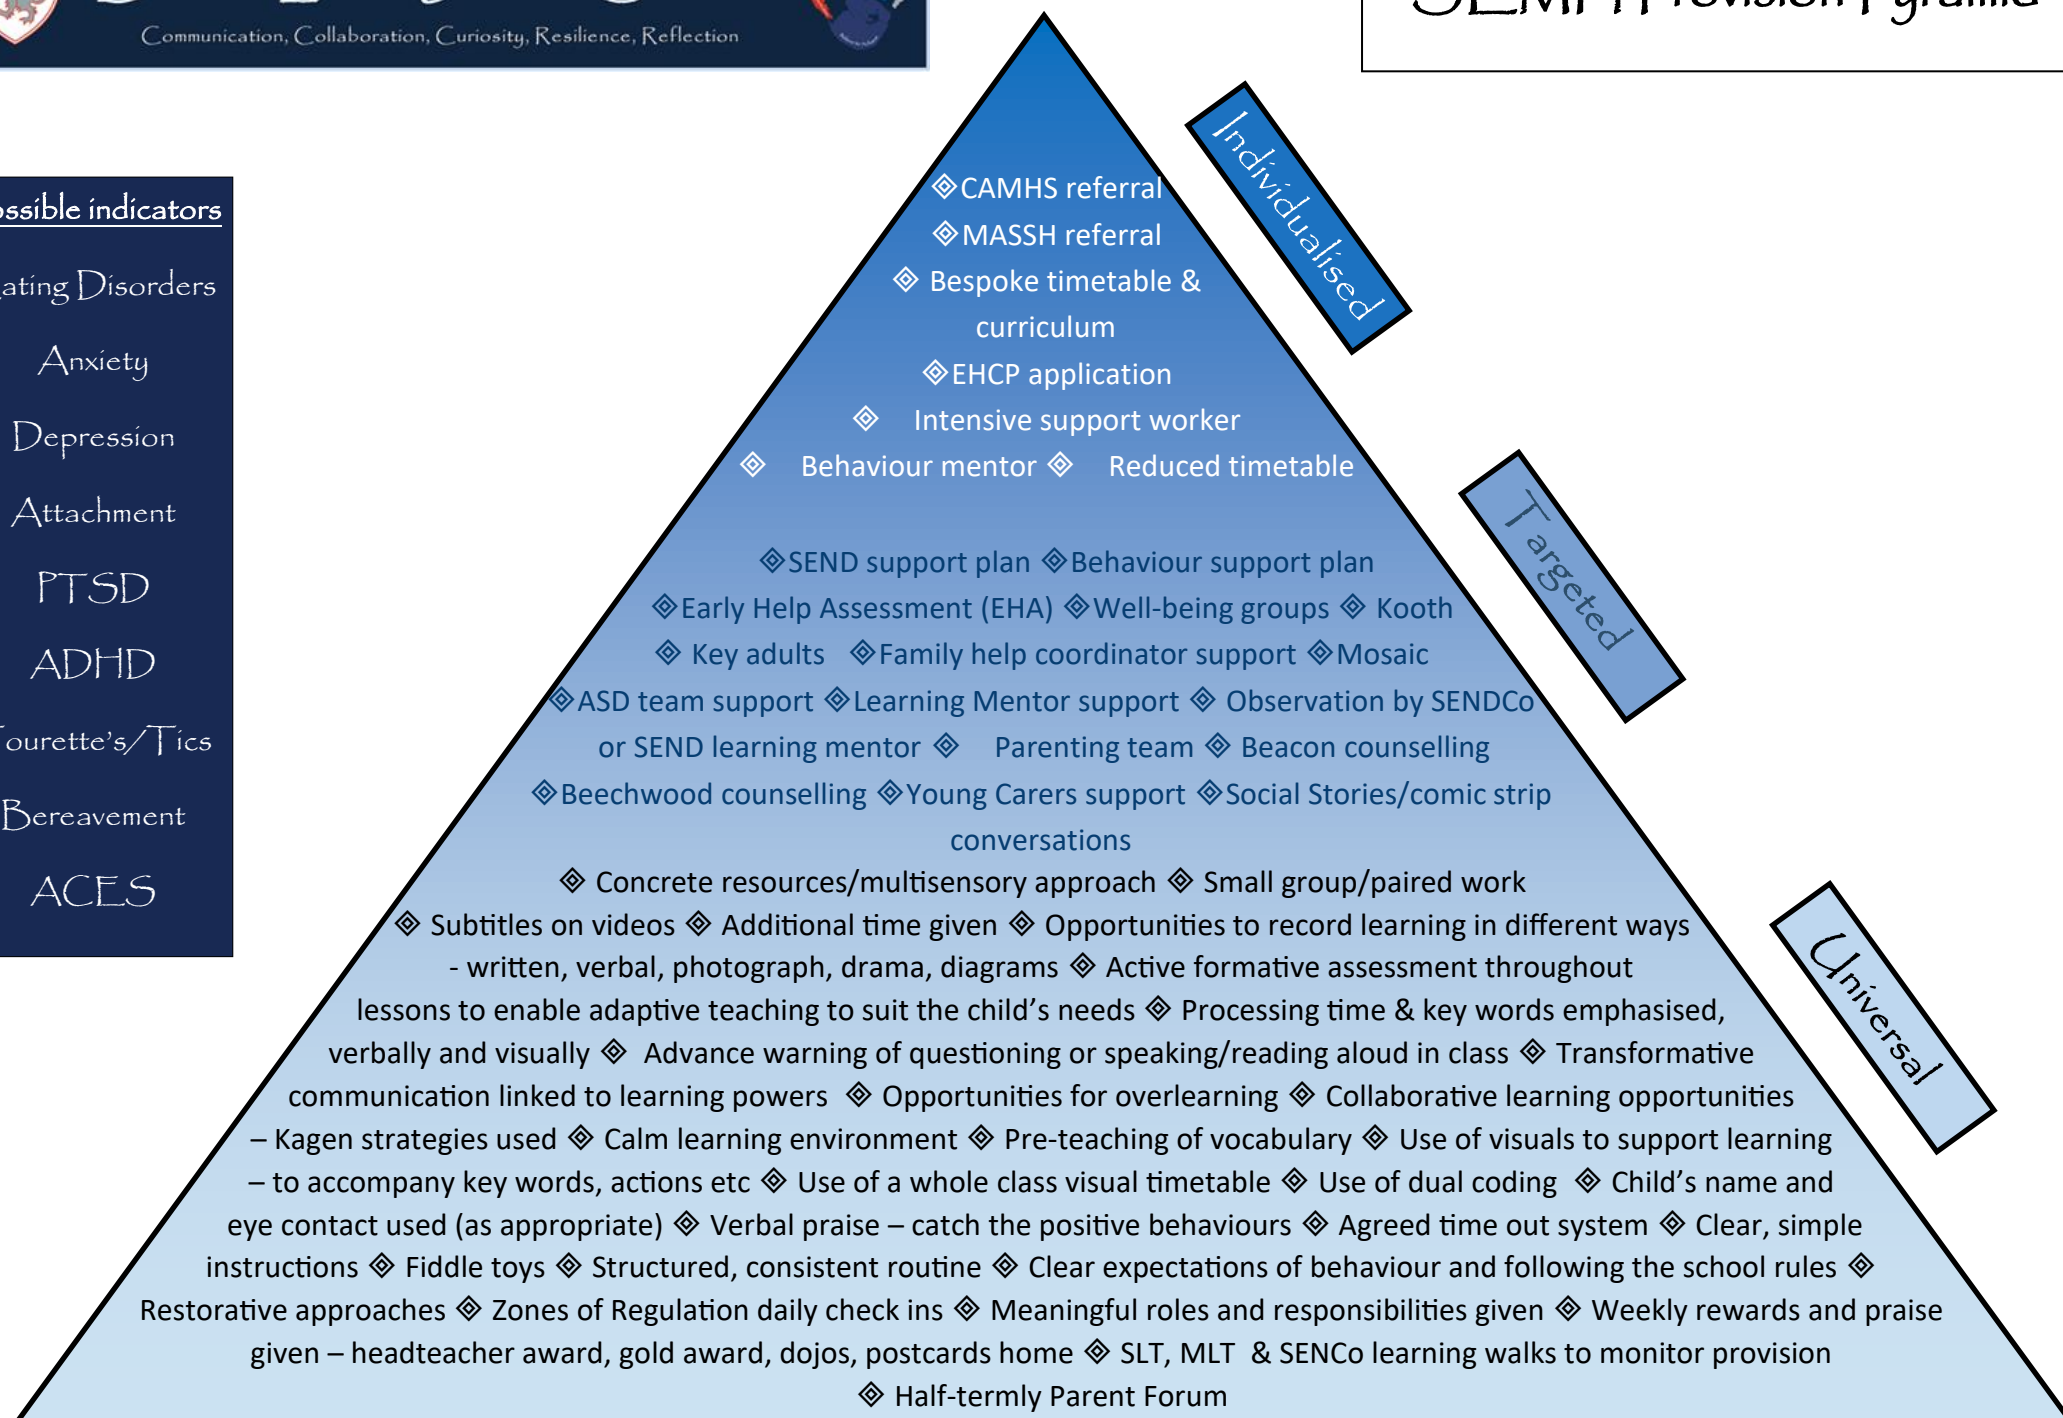 Communication, Collaboration, Curiosity, Resilience, Reflection
SEMH Provision Pyramid
indicators
Disorders
Anxiety
Depression
Attachment
PTSD
ADHD
Tics
Bereavement
ACES
Individualised
◈CAMHS referral
◈MASSH referral
◈ Bespoke timetable &
curriculum
◈EHCP application
◈ Intensive support worker
◈ Behaviour mentor ◈ Reduced timetable
Targeted
◈SEND support plan ◈Behaviour support plan
◈Early Help Assessment (EHA) ◈Well-being groups ◈ Kooth
◈ Key adults ◈Family help coordinator support ◈Mosaic
◈ASD team support ◈Learning Mentor support ◈ Observation by SENDCo
or SEND learning mentor ◈ Parenting team ◈ Beacon counselling
◈Beechwood counselling ◈Young Carers support ◈Social Stories/comic strip
conversations
Universal
◈ Concrete resources/multisensory approach ◈ Small group/paired work
◈ Subtitles on videos ◈ Additional time given ◈ Opportunities to record learning in different ways
- written, verbal, photograph, drama, diagrams ◈ Active formative assessment throughout
lessons to enable adaptive teaching to suit the child’s needs ◈ Processing time & key words emphasised,
verbally and visually ◈ Advance warning of questioning or speaking/reading aloud in class ◈ Transformative
communication linked to learning powers ◈ Opportunities for overlearning ◈ Collaborative learning opportunities
– Kagen strategies used ◈ Calm learning environment ◈ Pre-teaching of vocabulary ◈ Use of visuals to support learning
– to accompany key words, actions etc ◈ Use of a whole class visual timetable ◈ Use of dual coding ◈ Child’s name and
eye contact used (as appropriate) ◈ Verbal praise – catch the positive behaviours ◈ Agreed time out system ◈ Clear, simple
instructions ◈ Fiddle toys ◈ Structured, consistent routine ◈ Clear expectations of behaviour and following the school rules ◈
Restorative approaches ◈ Zones of Regulation daily check ins ◈ Meaningful roles and responsibilities given ◈ Weekly rewards and praise
given – headteacher award, gold award, dojos, postcards home ◈ SLT, MLT & SENCo learning walks to monitor provision
◈ Half-termly Parent Forum